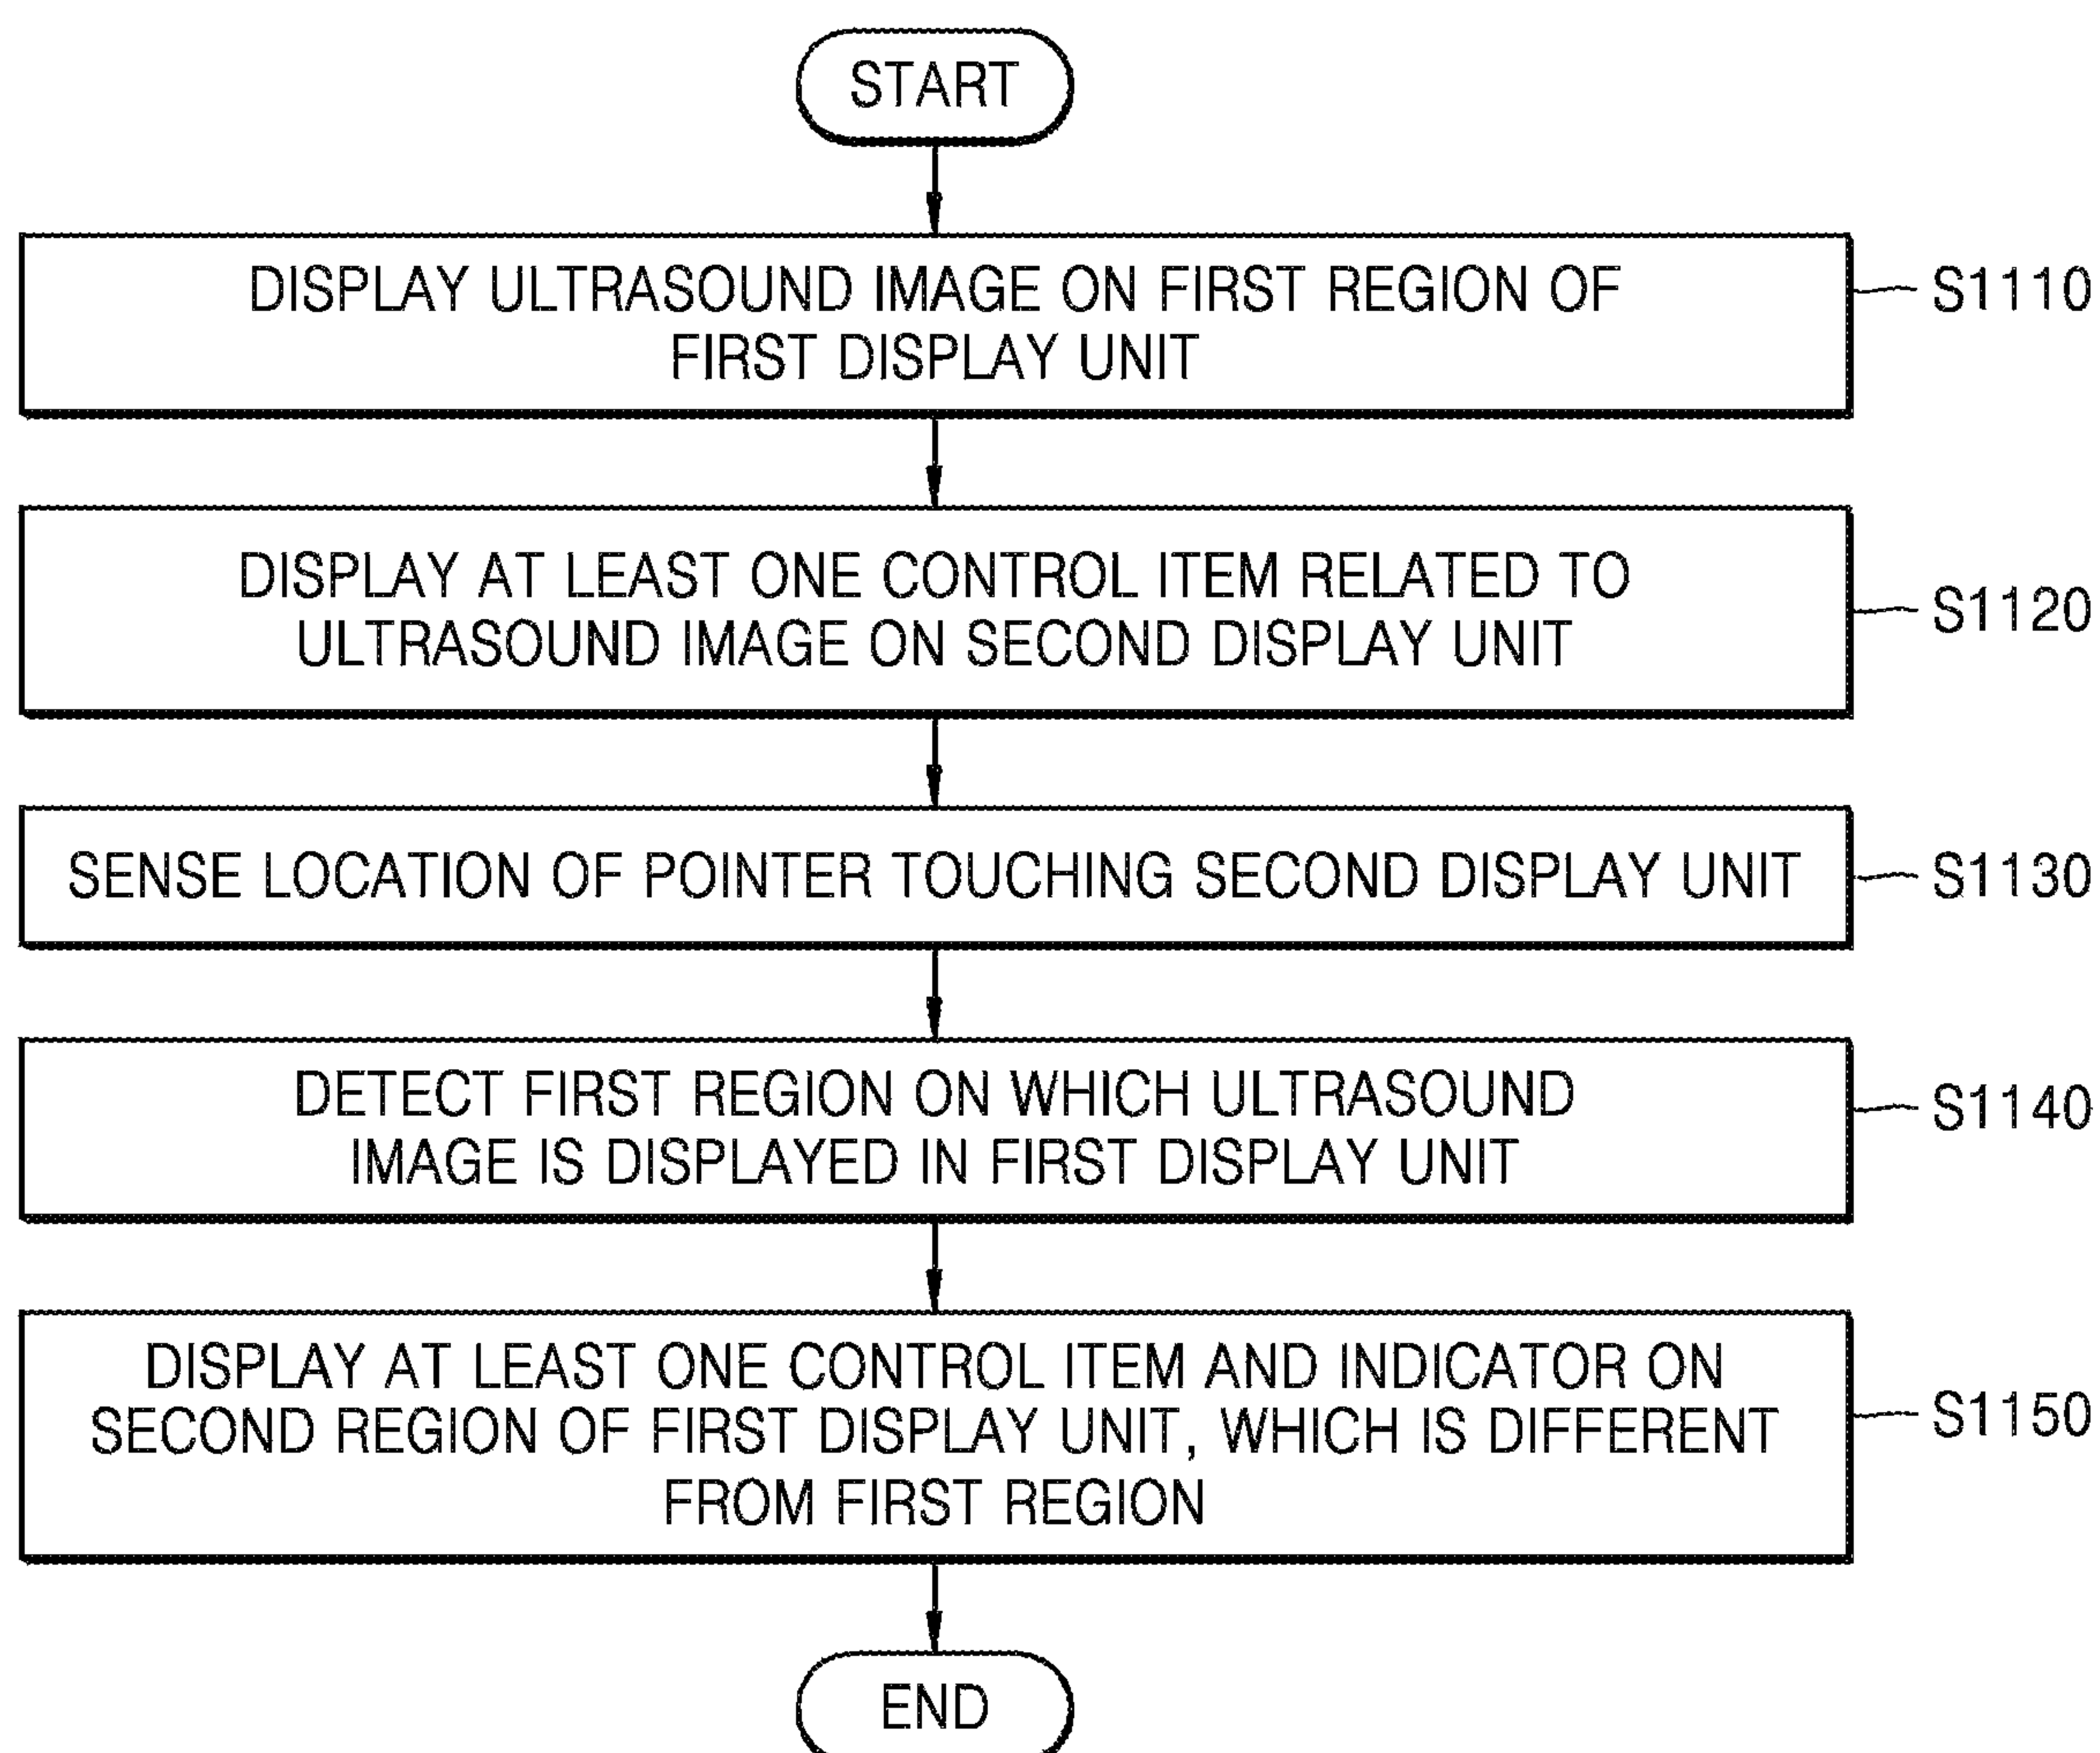 START
DISPLAY ULTRASOUND IMAGE ON FIRST REGION OF
FIRST DISPLAY UNIT
S1110
DISPLAY AT LEAST ONE CONTROL ITEM RELATED TO
ULTRASOUND IMAGE ON SECOND DISPLAY UNIT
S1120
SENSE LOCATION OF POINTER TOUCHING SECOND DISPLAY UNIT
S1130
DETECT FIRST REGION ON WHICH ULTRASOUND
IMAGE IS DISPLAYED IN FIRST DISPLAY UNIT
S1140
DISPLAY AT LEAST ONE CONTROL ITEM AND INDICATOR ON
SECOND REGION OF FIRST DISPLAY UNIT, WHICH IS DIFFERENT
FROM FIRST REGION
S1150
END